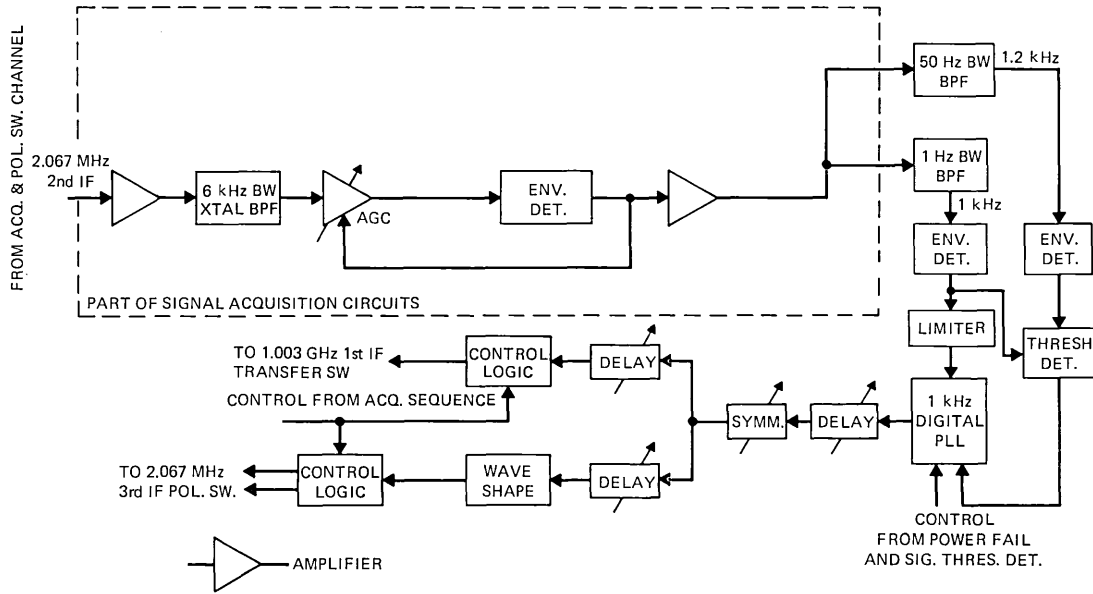 FROM ACQ. & POL. SW. CHANNEL
2.067 MHz
2nd IF
6 kHz BW
XTAL BPF
AGC
ENV.
DET.
50 Hz BW
BPF
1.2 kHz
1 Hz BW
BPF
1 kHz
ENV.
DET.
ENV.
DET.
PART OF SIGNAL ACQUISITION CIRCUITS
LIMITER
THRESH
DET.
TO 1.003 GHz 1st IF
TRANSFER SW
CONTROL
LOGIC
DELAY
CONTROL FROM ACQ. SEQUENCE
SYMM.
DELAY
1 kHz
DIGITAL
PLL
TO 2.067 MHz
3rd IF POL. SW.
CONTROL
LOGIC
WAVE
SHAPE
DELAY
CONTROL
FROM POWER FAIL
AND SIG. THRES. DET.
AMPLIFIER